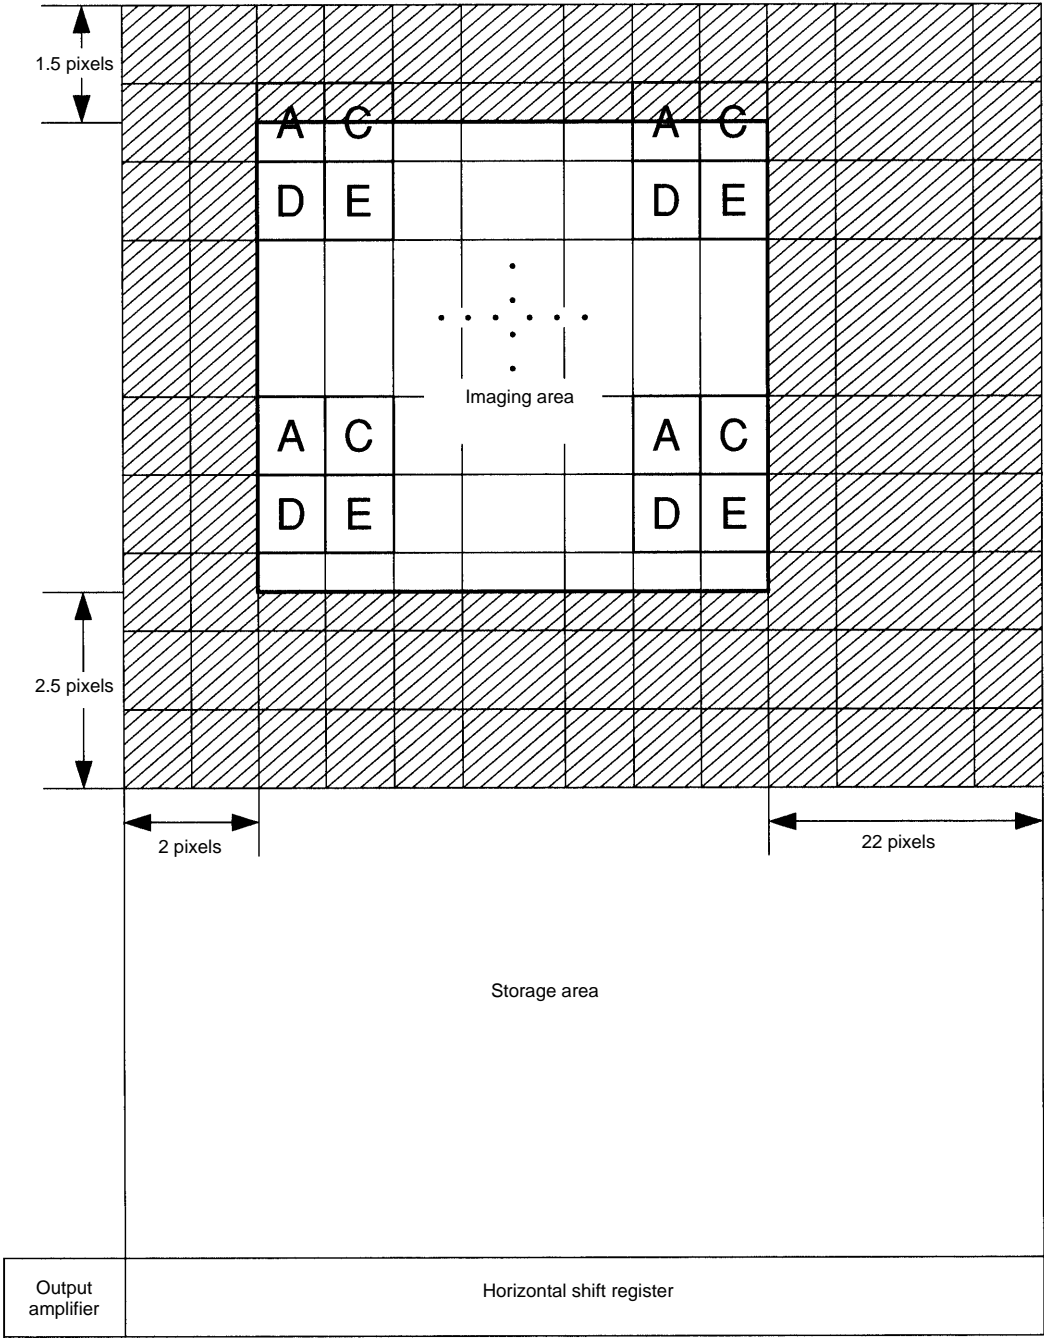 1.5 pixels
A C A C
D E D E
Imaging area
A C A C
D E D E
2.5 pixels
2 pixels
22 pixels
Storage area
Output
amplifier
Horizontal shift register